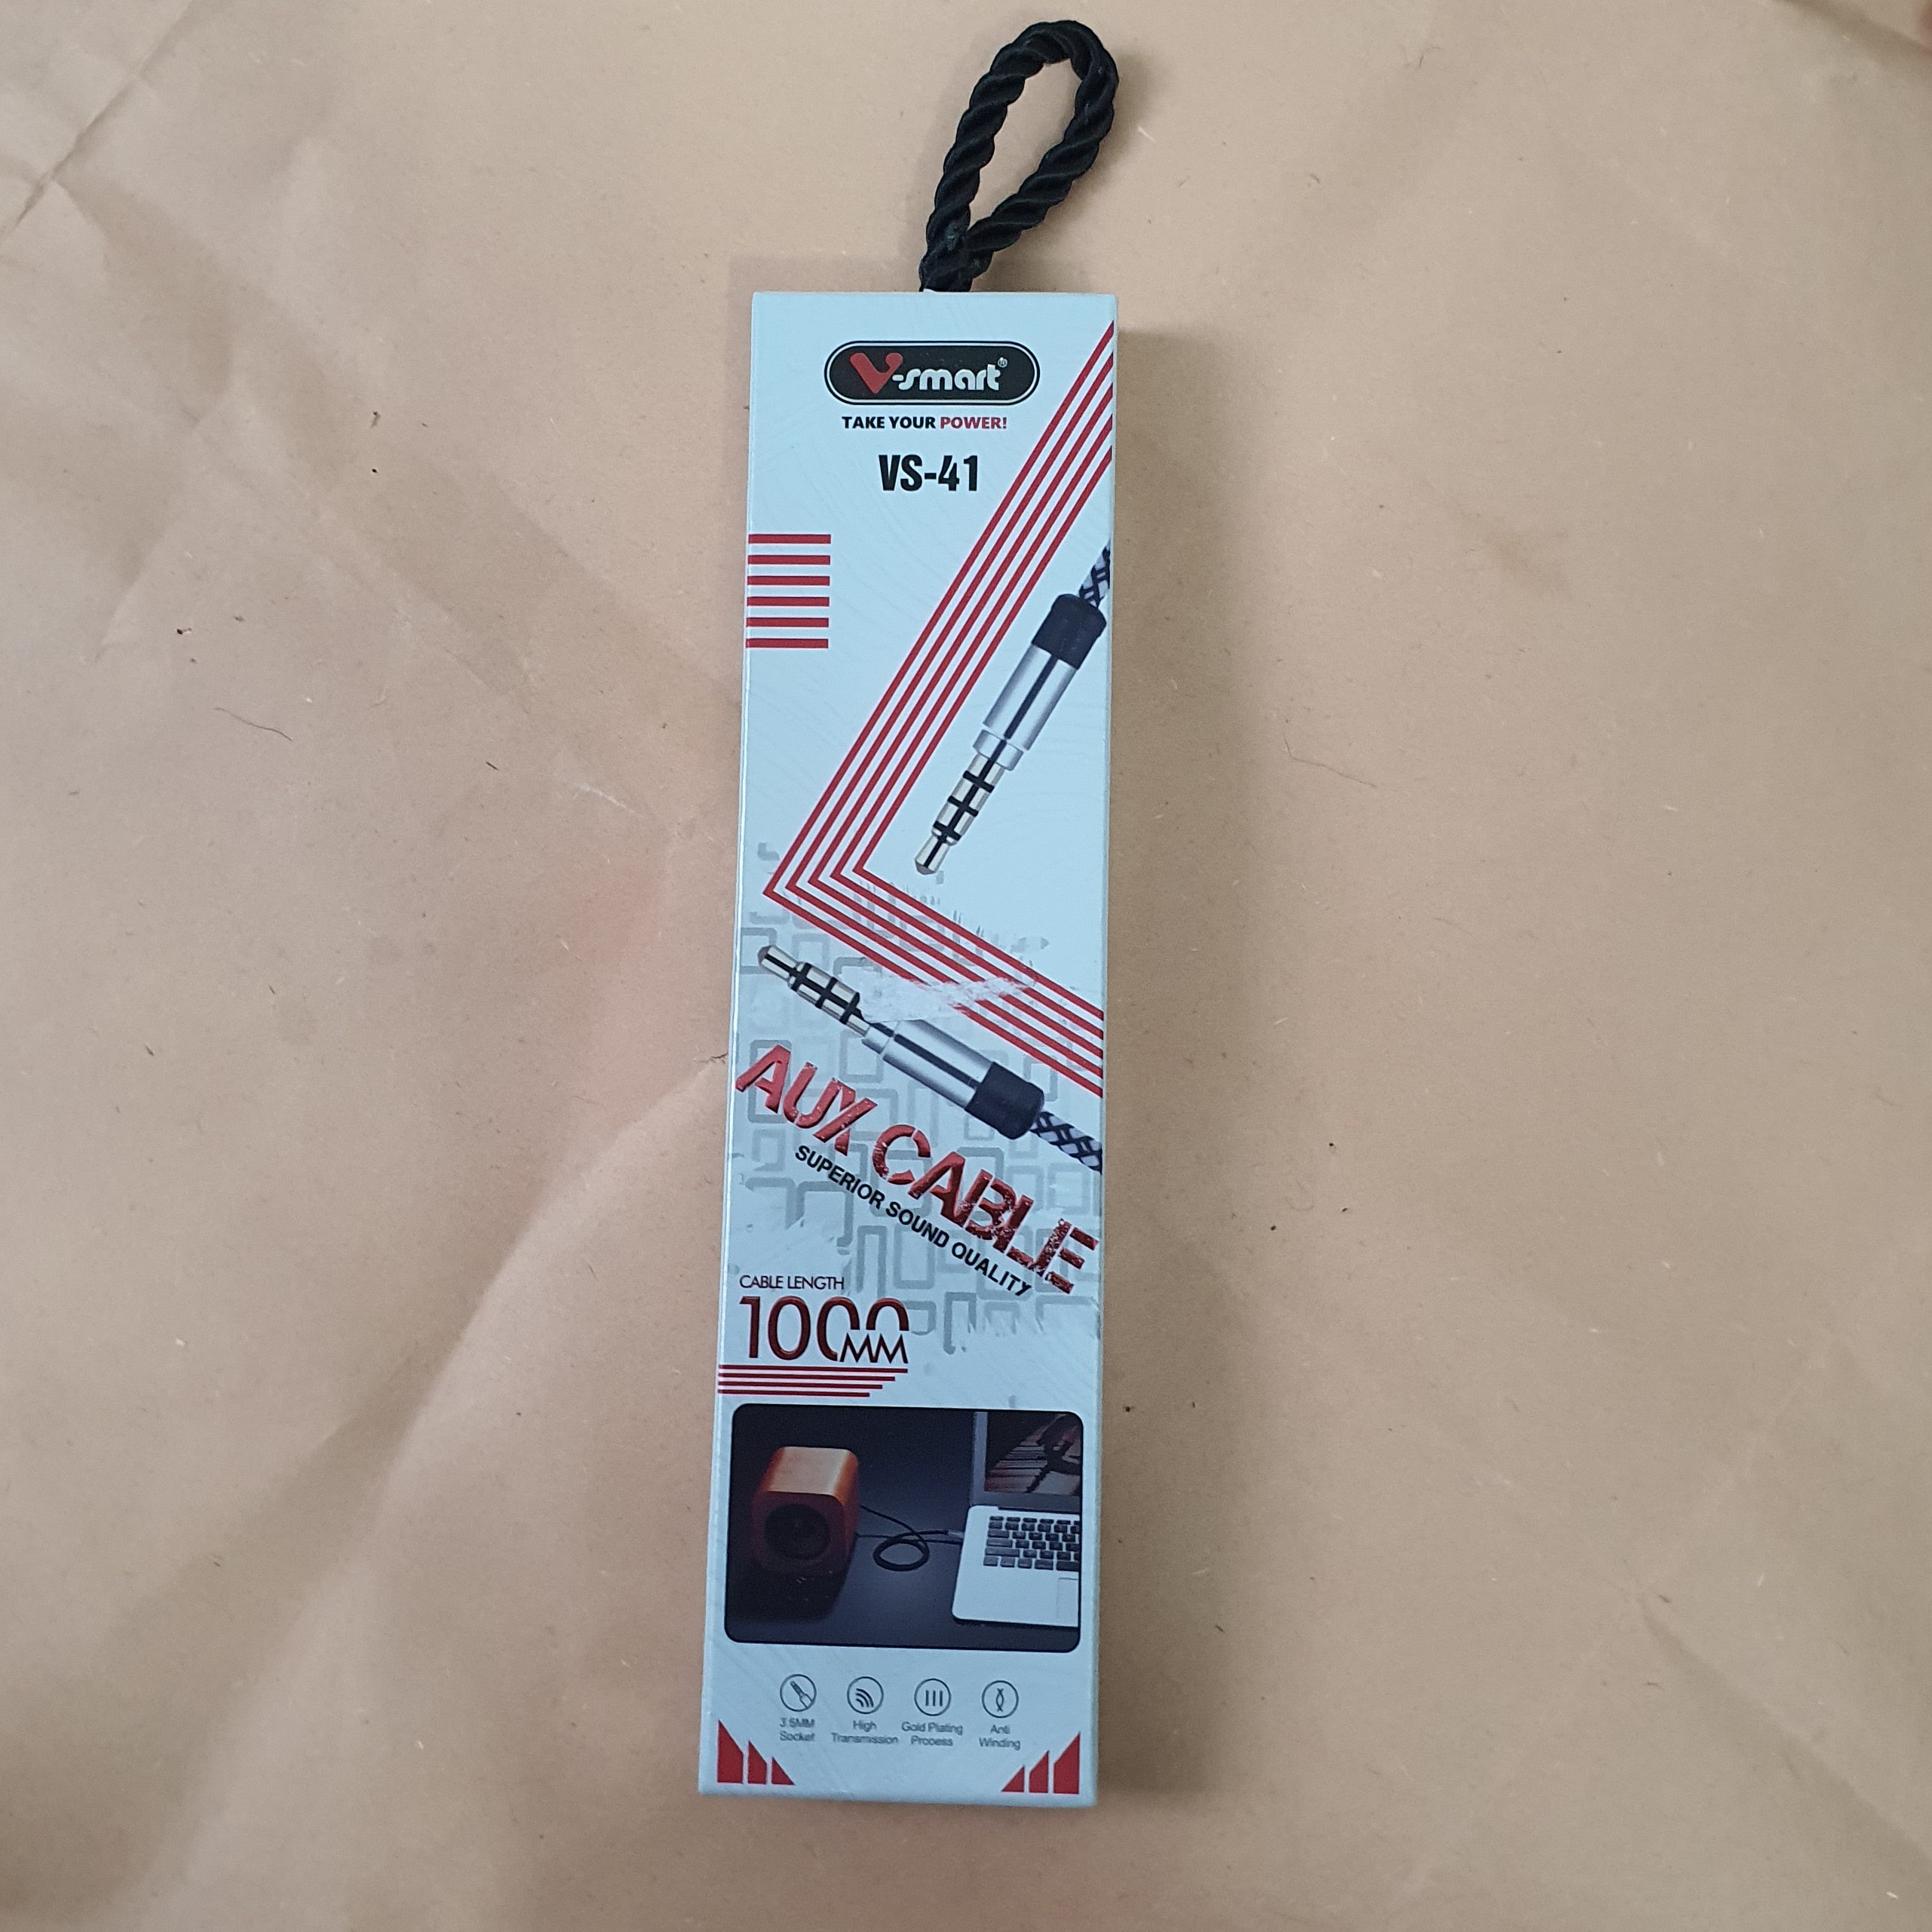 V-smart®
TAKE YOUR POWER!
VS-41
AUX CABLE
SUPERIOR SOUND QUALITY
CABLE LENGTH
1000MM
3.5MM
Socket
High
Transmission
Gold Plating
Process
Anti
Winding